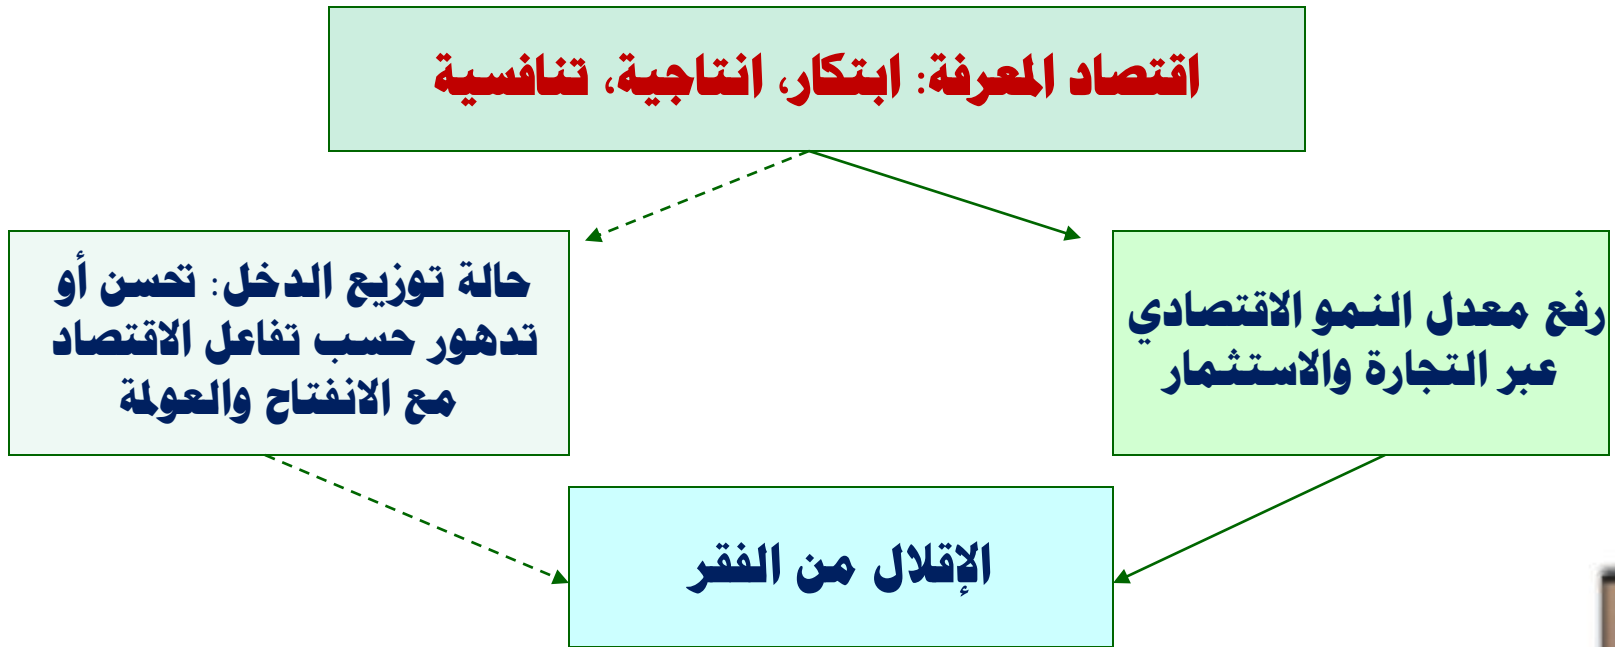 اقتصاد المعرفة: ابتكار، انتاجية، تنافسية
رفع معدل النمو الاقتصادي
عبر التجارة والاستثمار
حالة توزيع الدخل: تحسن أو
تدهور حسب تفاعل الاقتصاد
مع الانفتاح والعولمة
الإقلال من الفقر